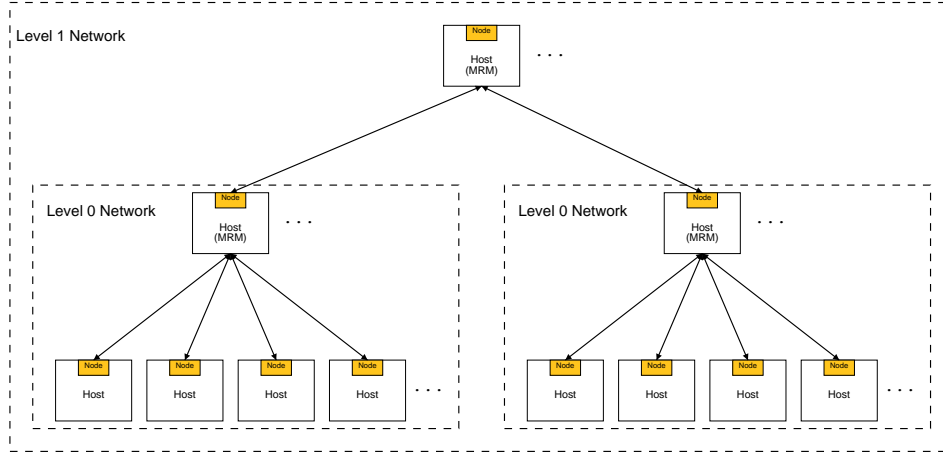 Level 1 Network
Node
Host
(MRM)
. . .
Level 0 Network
Node
Host
(MRM)
. . .
Level 0 Network
Node
Host
(MRM)
. . .
Node
Host
Node
Host
Node
Host
Node
Host
. . .
Node
Host
Node
Host
Node
Host
Node
Host
. . .